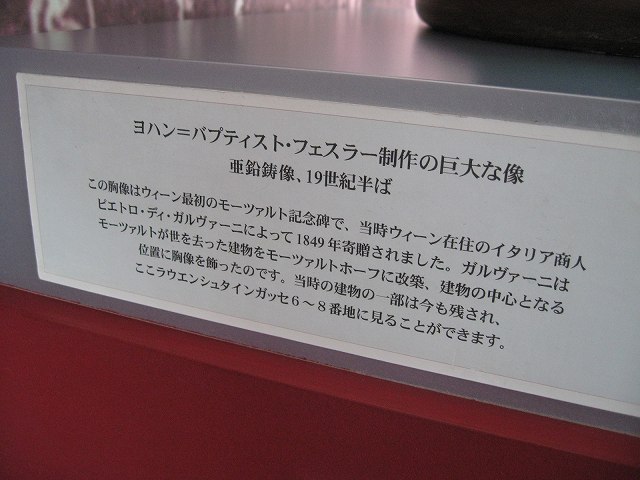 ヨハン＝バプティスト・フェスラー制作の巨大な像
亜鉛鋳像、19世紀半ば
この胸像はウィーン最初のモーツァルト記念碑で、当時ウィーン在住のイタリア商人
ピエトロ・ディ・ガルヴァーニによって1849年寄贈されました。ガルヴァーニは
モーツァルトが世を去った建物をモーツァルトホーフに改築、建物の中心となる
位置に胸像を飾ったのです。当時の建物の一部は今も残され、
ここラウエンシュタインガッセ６～８番地に見ることができます。